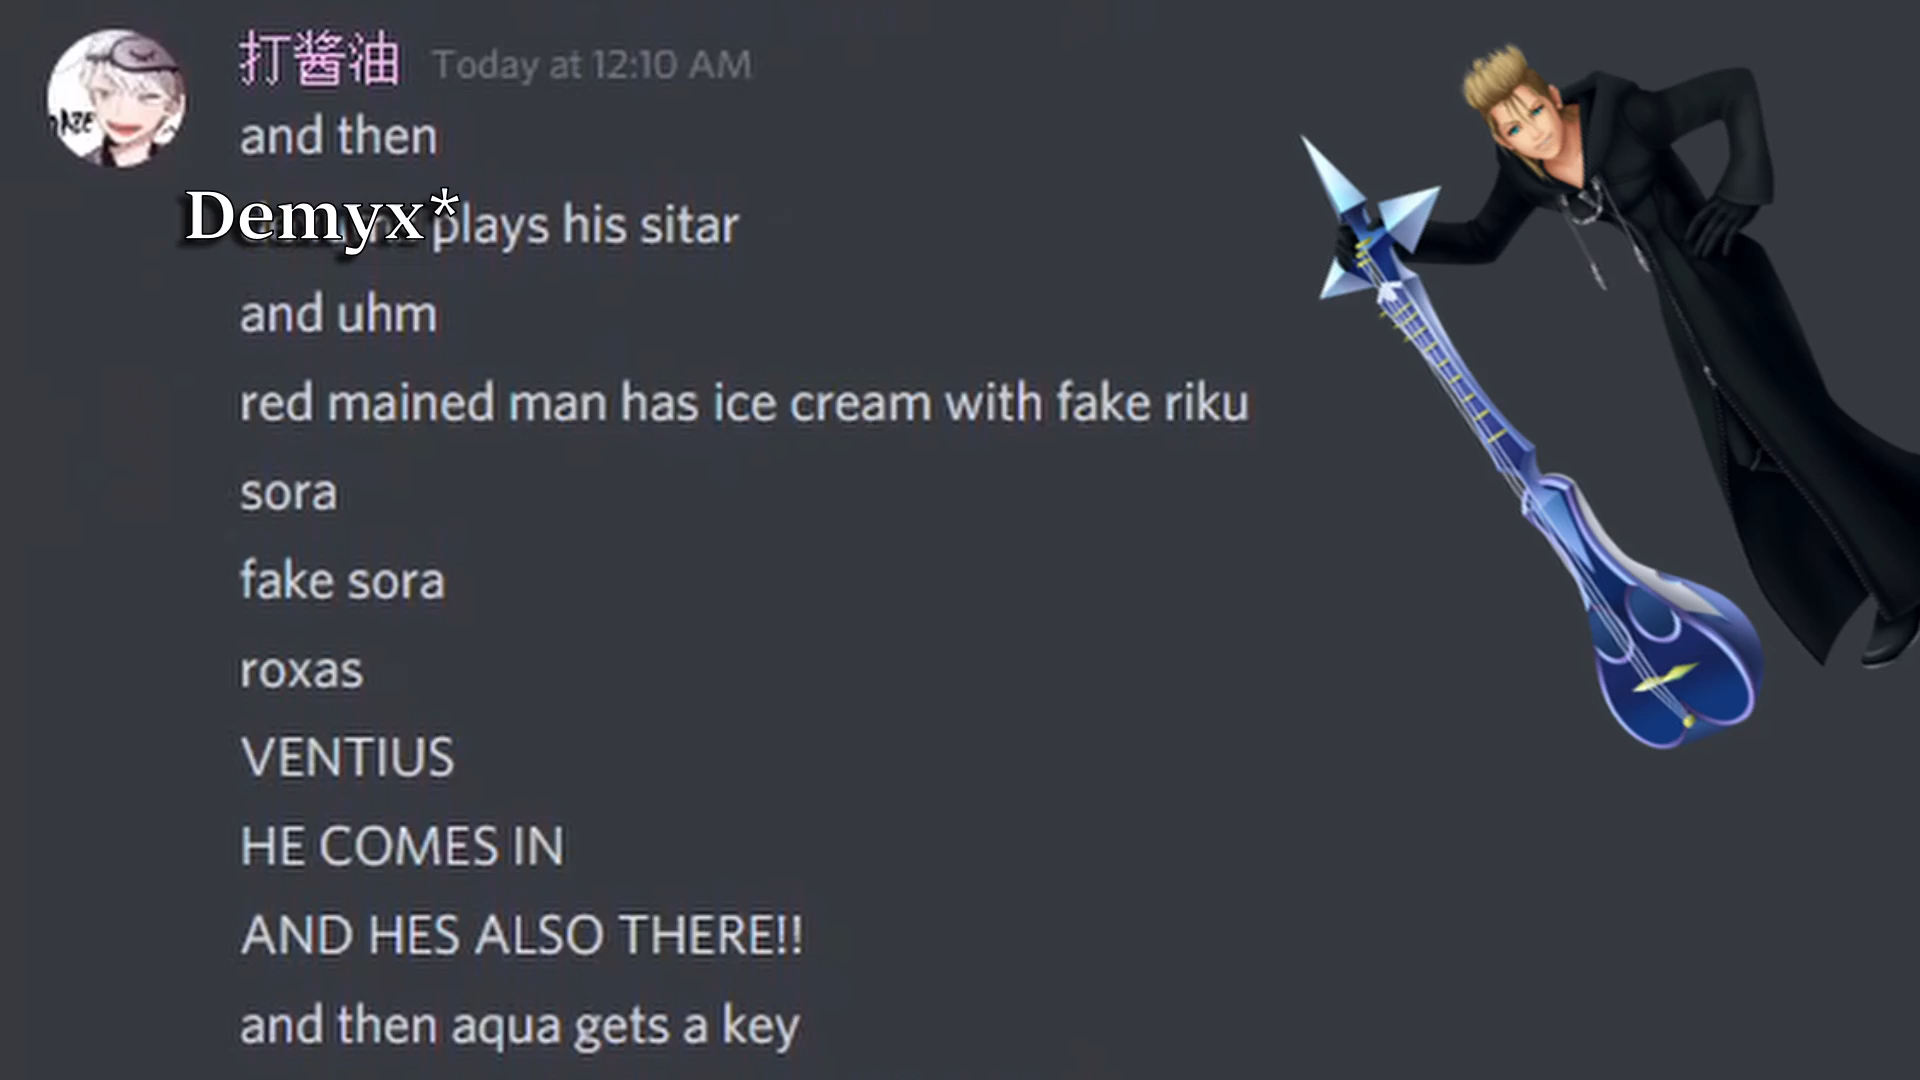 打酱油 Today at 12:10 AM
and then
Demyx* plays his sitar
and uhm
red mained man has ice cream with fake riku
sora
fake sora
roxas
VENTIUS
HE COMES IN
AND HES ALSO THERE!!
and then aqua gets a key